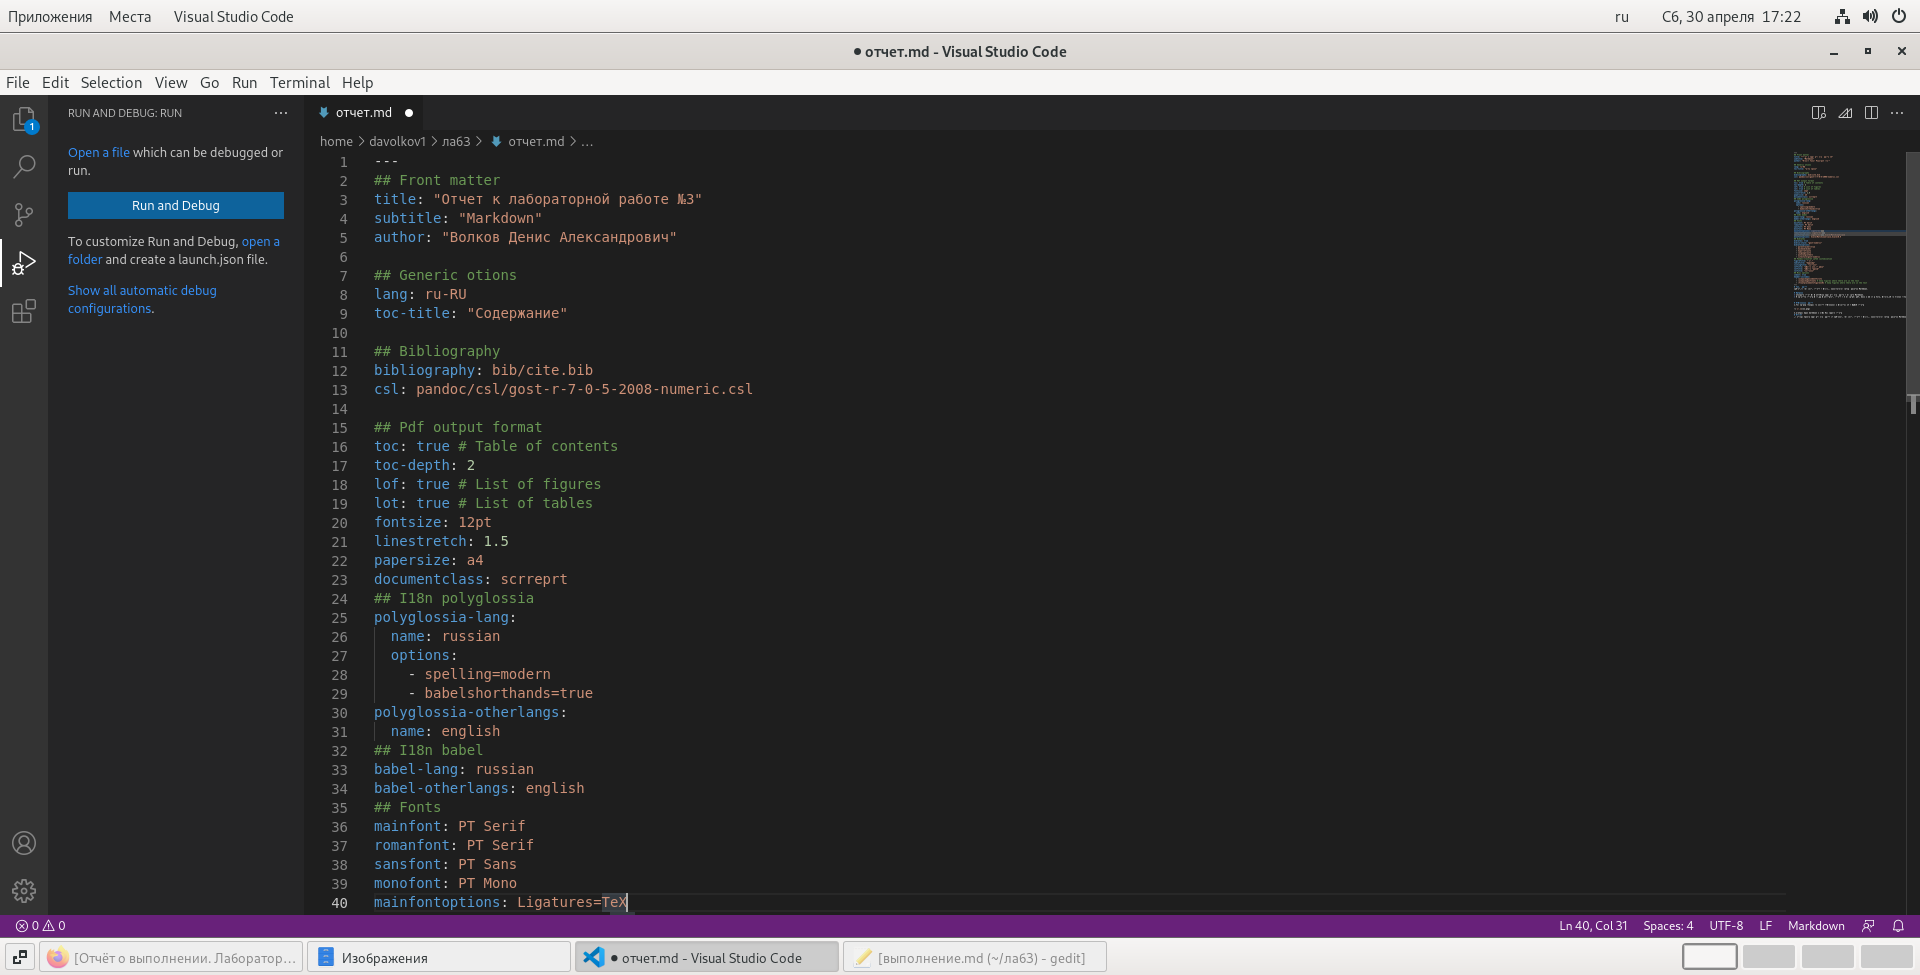 Приложения Места Visual Studio Code ru Сб, 30 апреля 17:22
● отчет.md - Visual Studio Code
File Edit Selection View Go Run Terminal Help
RUN AND DEBUG: RUN
1
Open a file which can be debugged or
run.
Run and Debug
To customize Run and Debug, open a
folder and create a launch.json file.
Show all automatic debug
configurations.
отчет.md ●
home > davolkov1 > ла63 > отчет.md > ...
1 ---
2 ## Front matter
3 title: "Отчет к лабораторной работе №3"
4 subtitle: "Markdown"
5 author: "Волков Денис Александрович"
6
7 ## Generic otions
8 lang: ru-RU
9 toc-title: "Содержание"
10
11 ## Bibliography
12 bibliography: bib/cite.bib
13 csl: pandoc/csl/gost-r-7-0-5-2008-numeric.csl
14
15 ## Pdf output format
16 toc: true # Table of contents
17 toc-depth: 2
18 lof: true # List of figures
19 lot: true # List of tables
20 fontsize: 12pt
21 linestretch: 1.5
22 papersize: a4
23 documentclass: scrreprt
24 ## I18n polyglossia
25 polyglossia-lang:
26 name: russian
27 options:
28 - spelling=modern
29 - babelshorthands=true
30 polyglossia-otherlangs:
31 name: english
32 ## I18n babel
33 babel-lang: russian
34 babel-otherlangs: english
35 ## Fonts
36 mainfont: PT Serif
37 romanfont: PT Serif
38 sansfont: PT Sans
39 monofont: PT Mono
40 mainfontoptions: Ligatures=TeX
0 0 Ln 40, Col 31 Spaces: 4 UTF-8 LF Markdown
[Отчёт о выполнении. Лаборатор... Изображения ● отчет.md - Visual Studio Code [выполнение.md (~/ла63) - gedit]